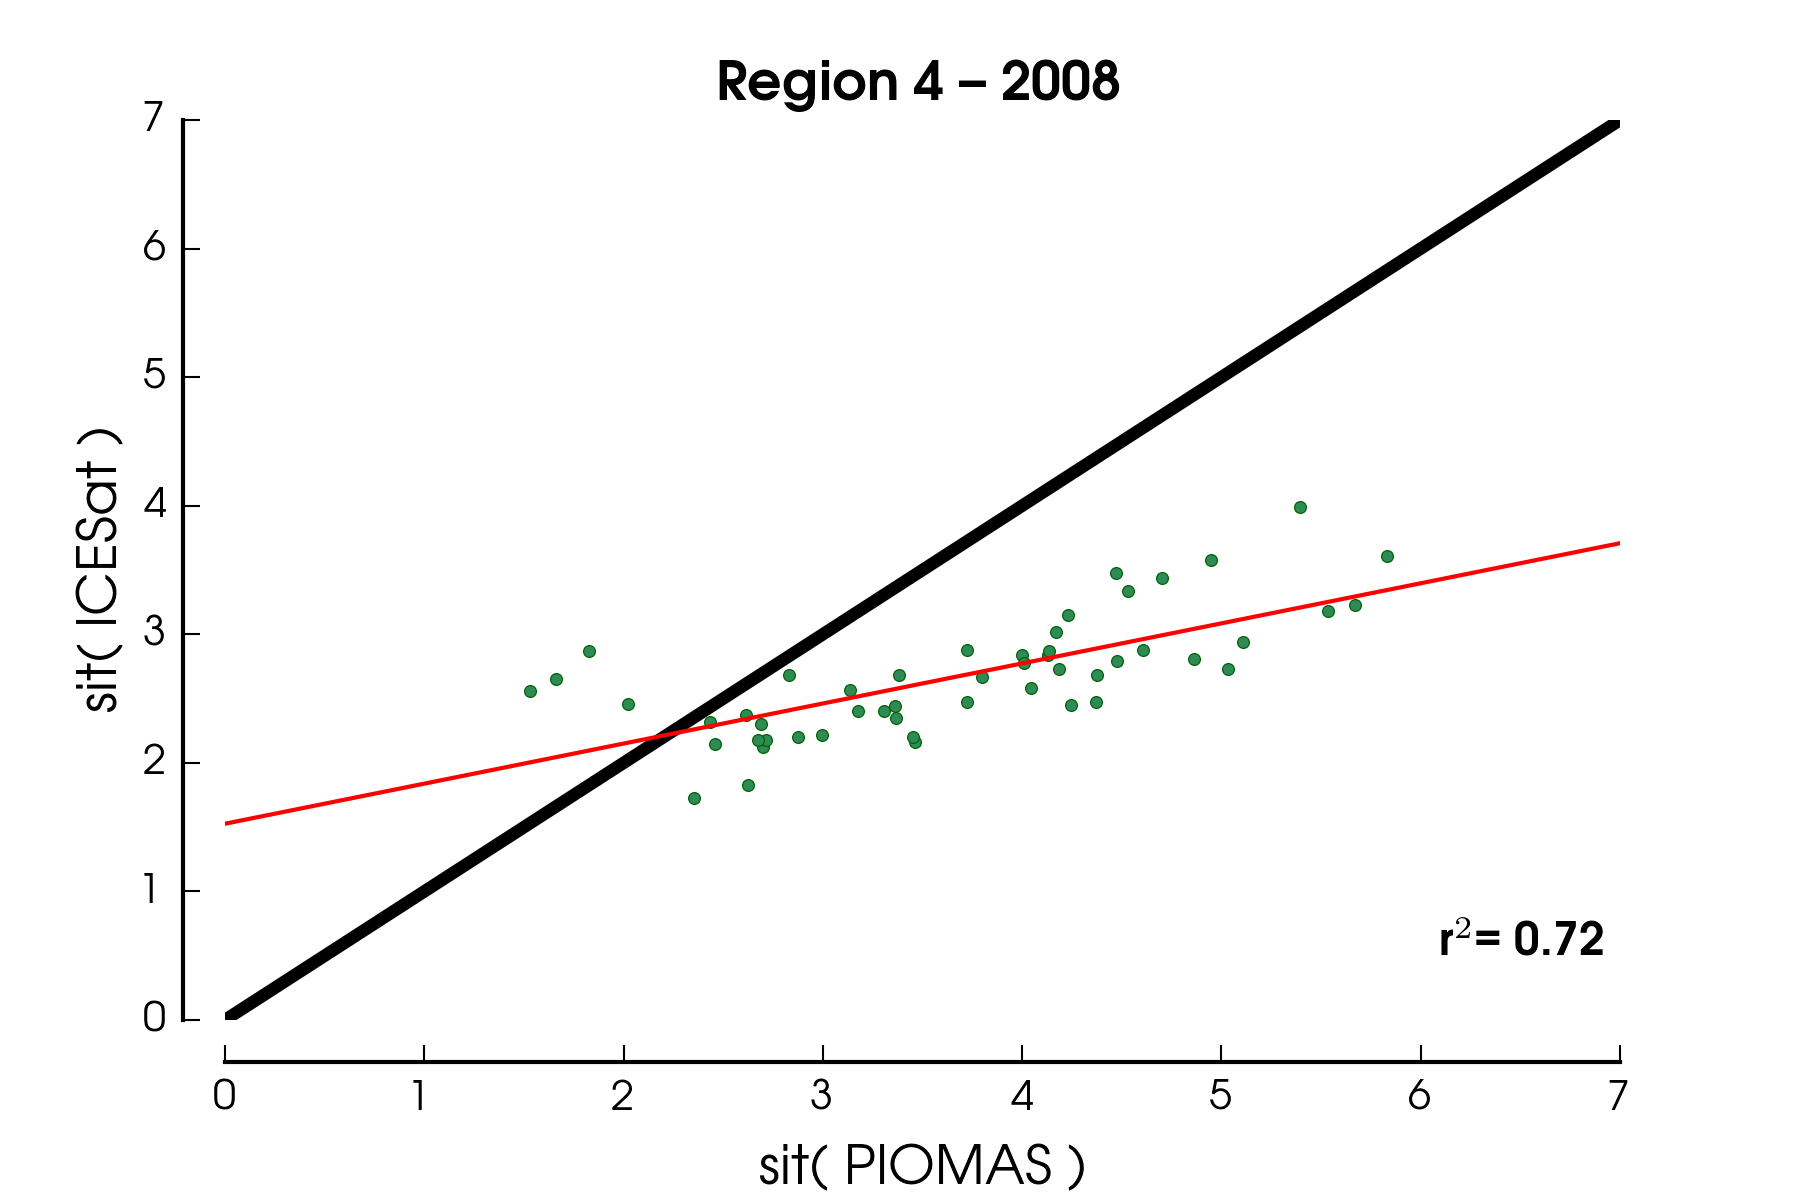 Region 4 – 2008
7
6
5
4
3
2
1
0
sit( ICESat )
r²= 0.72
0 1 2 3 4 5 6 7
sit( PIOMAS )